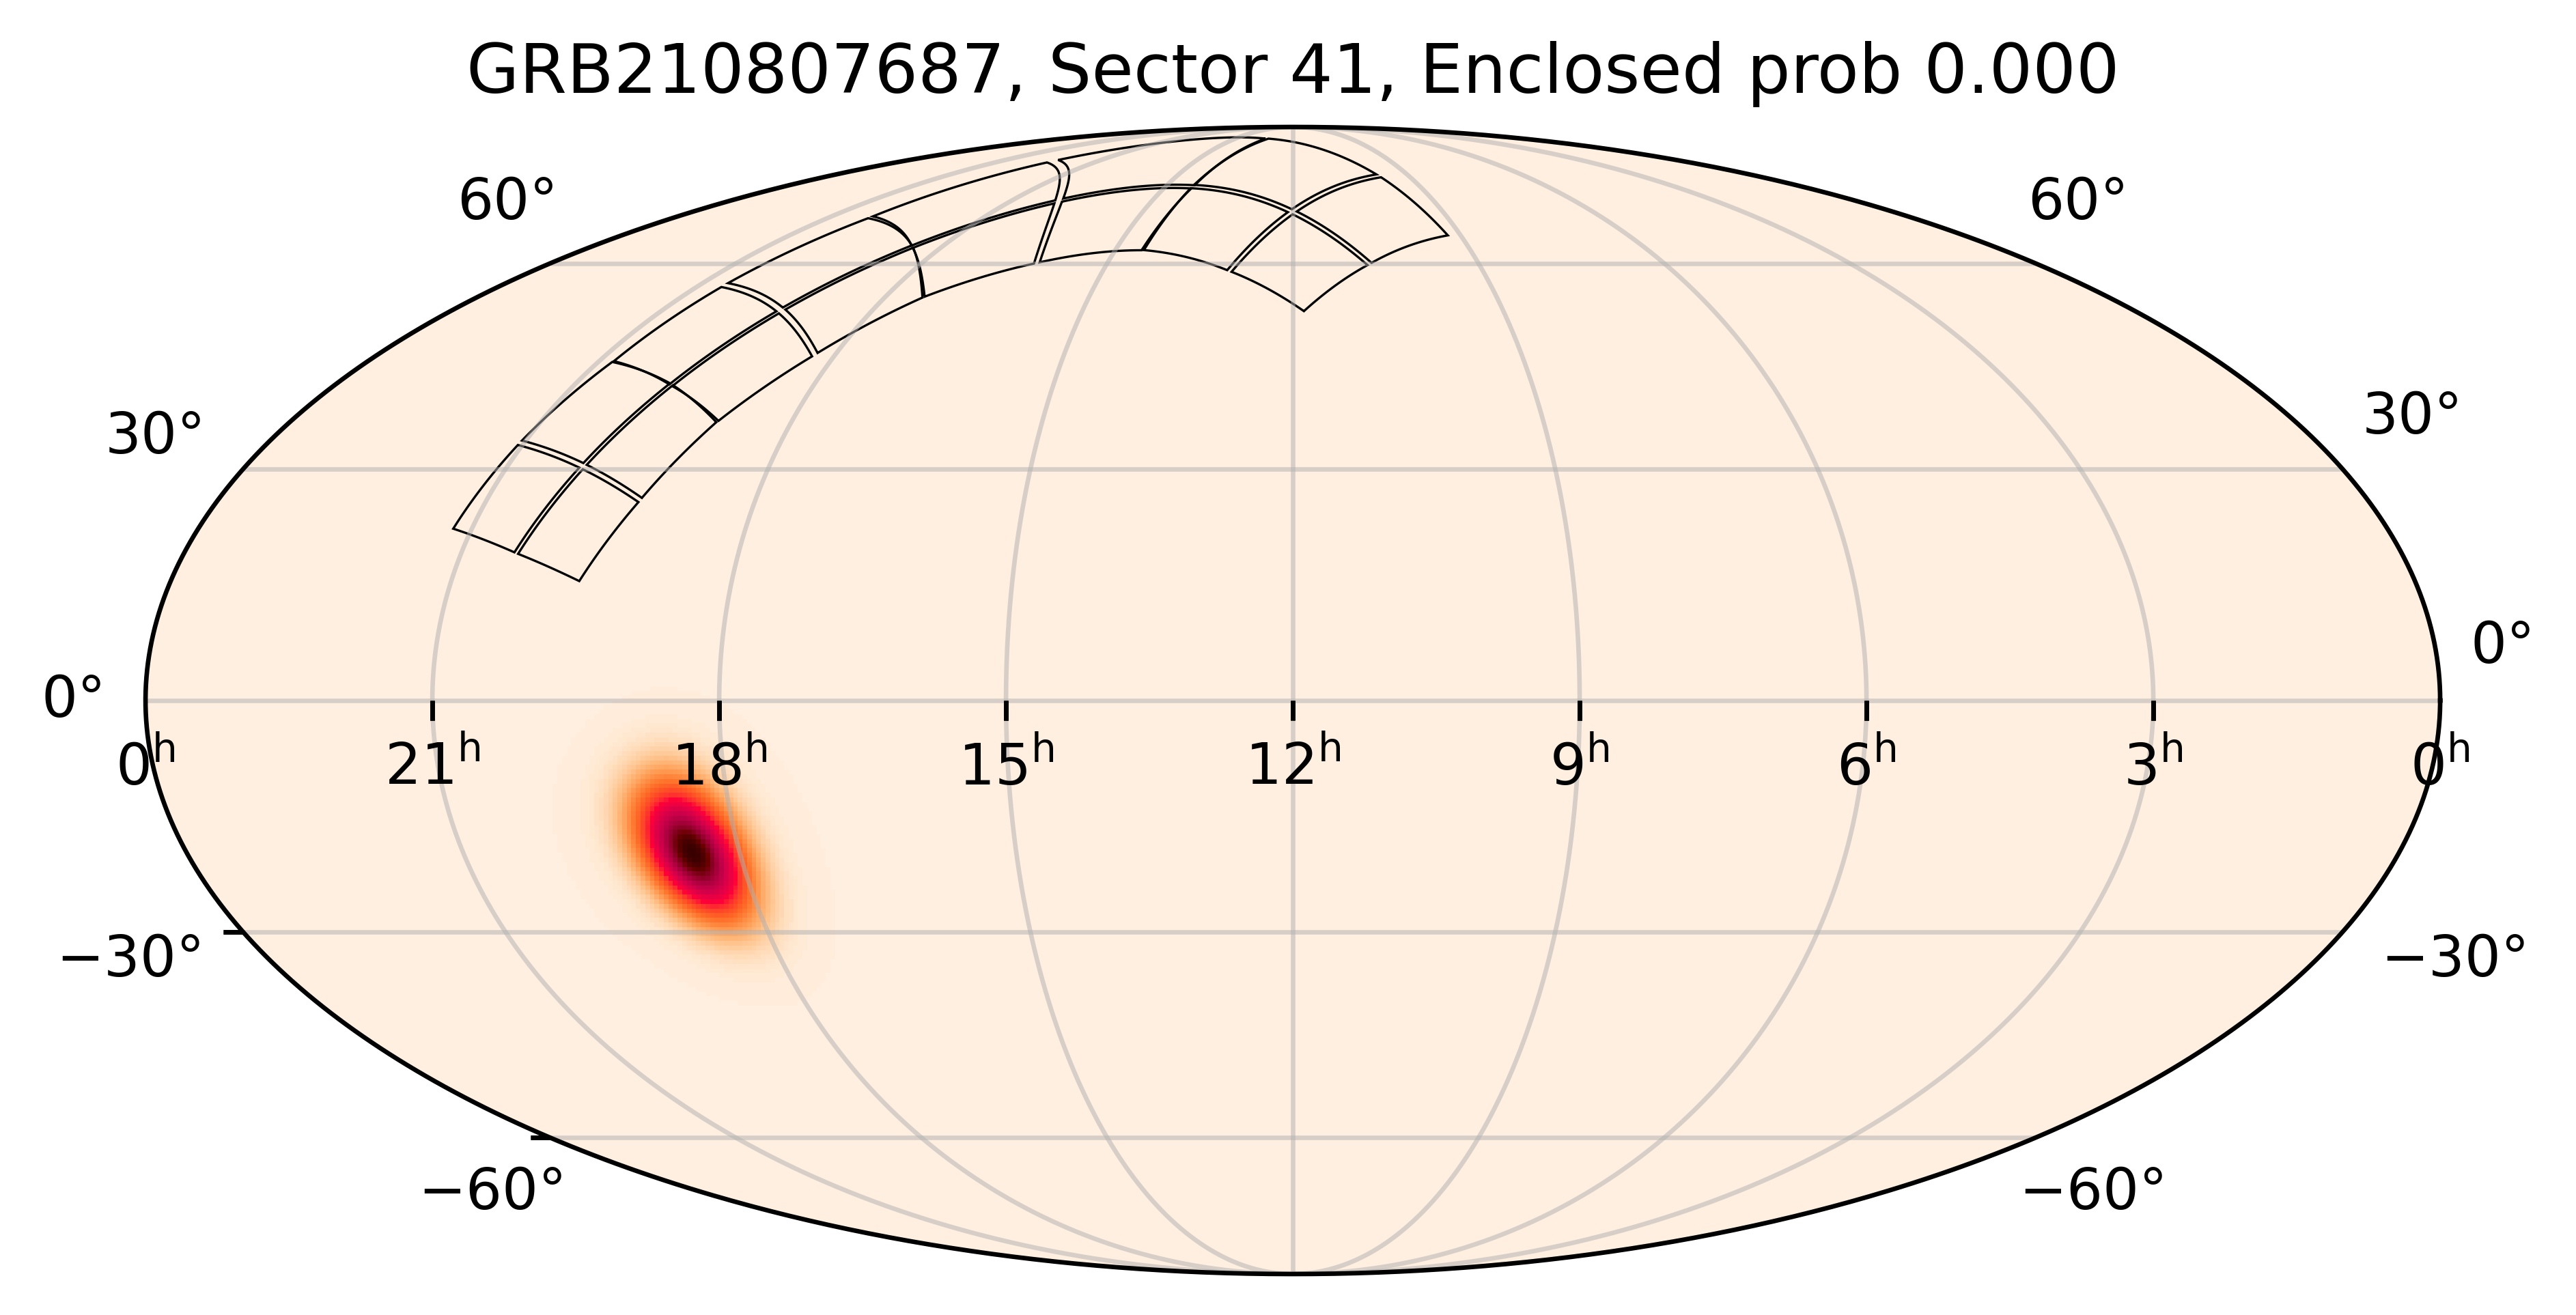 GRB210807687, Sector 41, Enclosed prob 0.000
60° 60°
30° 30°
0° 0°
0ʰ 21ʰ 18ʰ 15ʰ 12ʰ 9ʰ 6ʰ 3ʰ 0ʰ
−30° −30°
−60° −60°